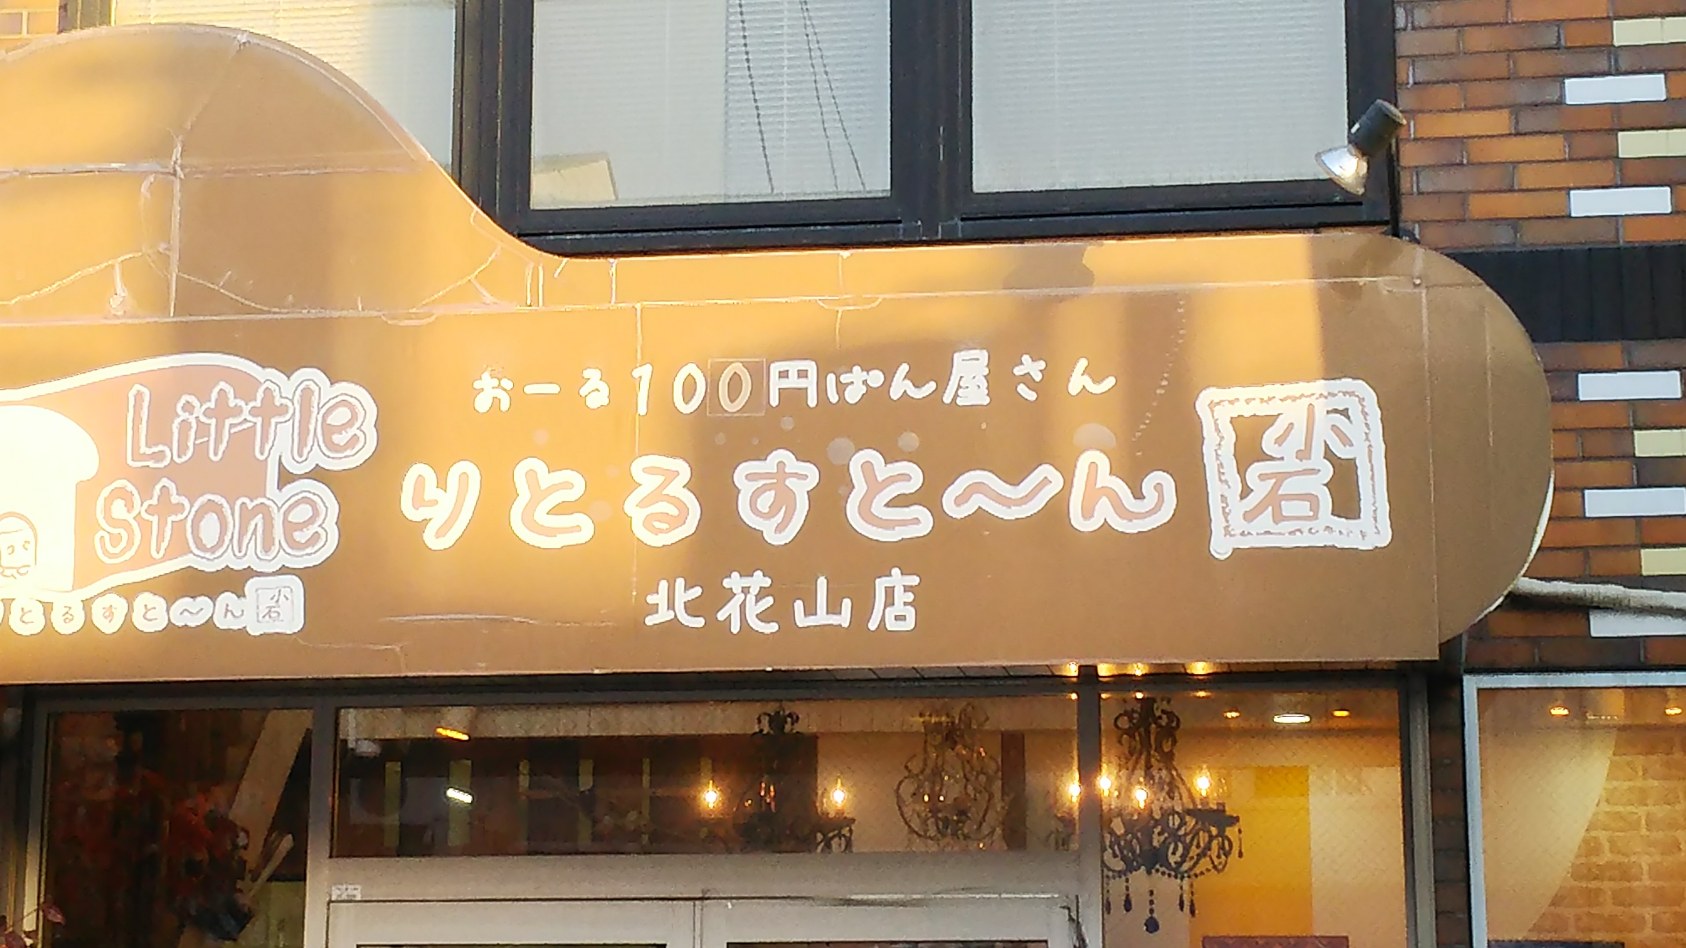 Little
Stone
とるすと〜ん 小石
おーる100円ぱん屋さん
りとるすと〜ん 小石
北花山店